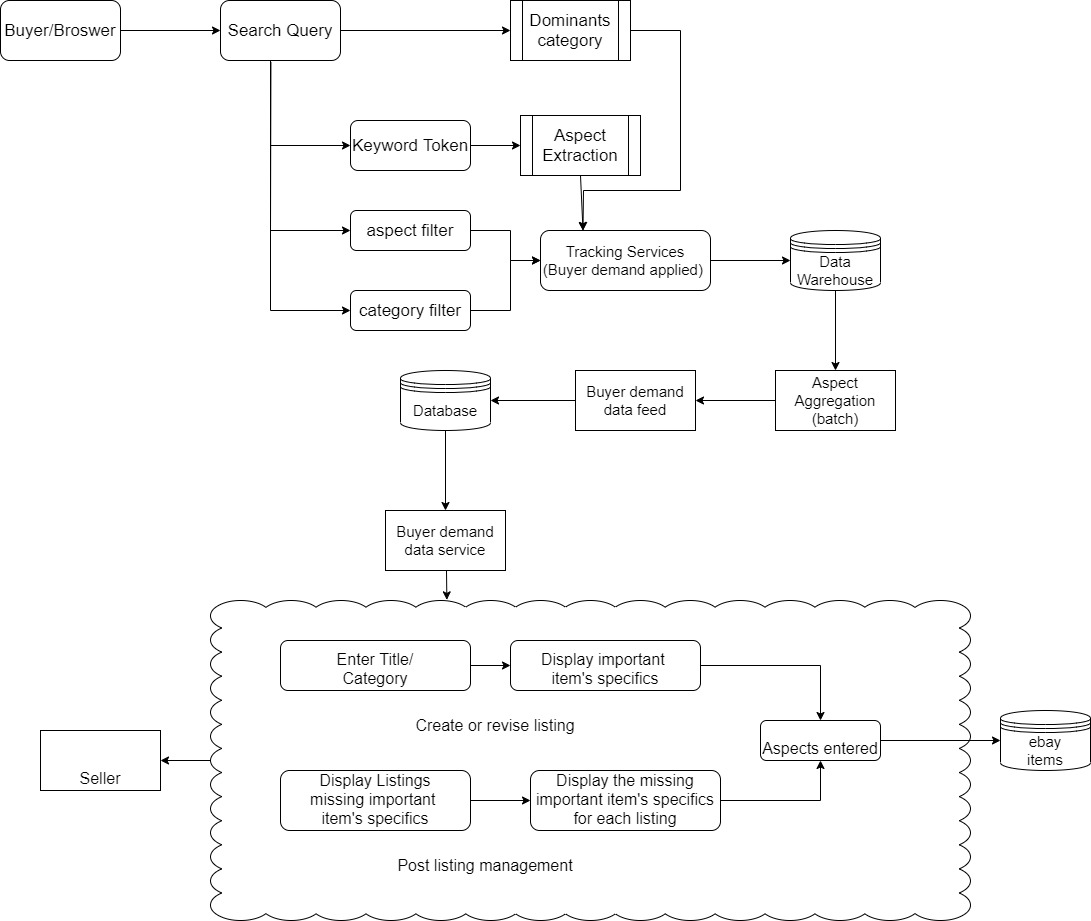 Buyer/Broswer
Search Query
Dominants
category
Keyword Token
Aspect
Extraction
aspect filter
Tracking Services
(Buyer demand applied)
Data
Warehouse
category filter
Database
Buyer demand
data feed
Aspect
Aggregation
(batch)
Buyer demand
data service
Enter Title/
Category
Display important
item's specifics
Create or revise listing
Aspects entered
ebay
items
Seller
Display Listings
missing important
item's specifics
Display the missing
important item's specifics
for each listing
Post listing management